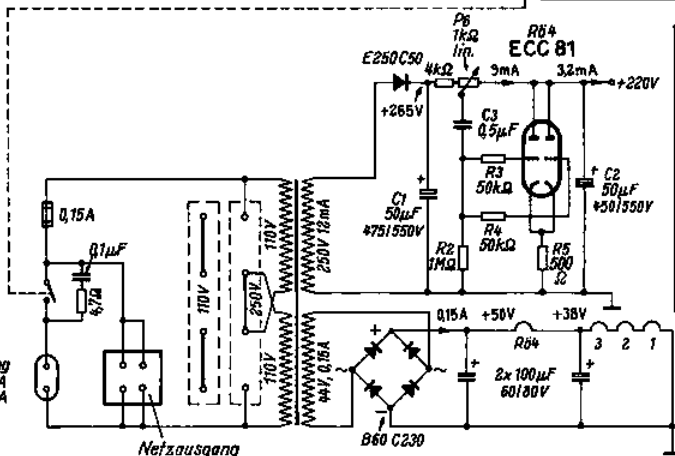 P6
1kΩ
lin.
Rö4
ECC 81
E250C50
4kΩ
9mA
3,2mA
+220V
+265V
C3
0,5µF
R3
50kΩ
R4
50kΩ
C1
50µF
475/550V
C2
50µF
450/550V
R2
1MΩ
R5
500
Ω
0,15A
0,1µF
4,7Ω
110V
250V
110V
110V
250V 12mA
44V, 0,15A
0,15A
+50V
+38V
Rö4
3 2 1
2x100µF
60/80V
+
~
~
−
B60 C230
ng
A
A
Netzausgang